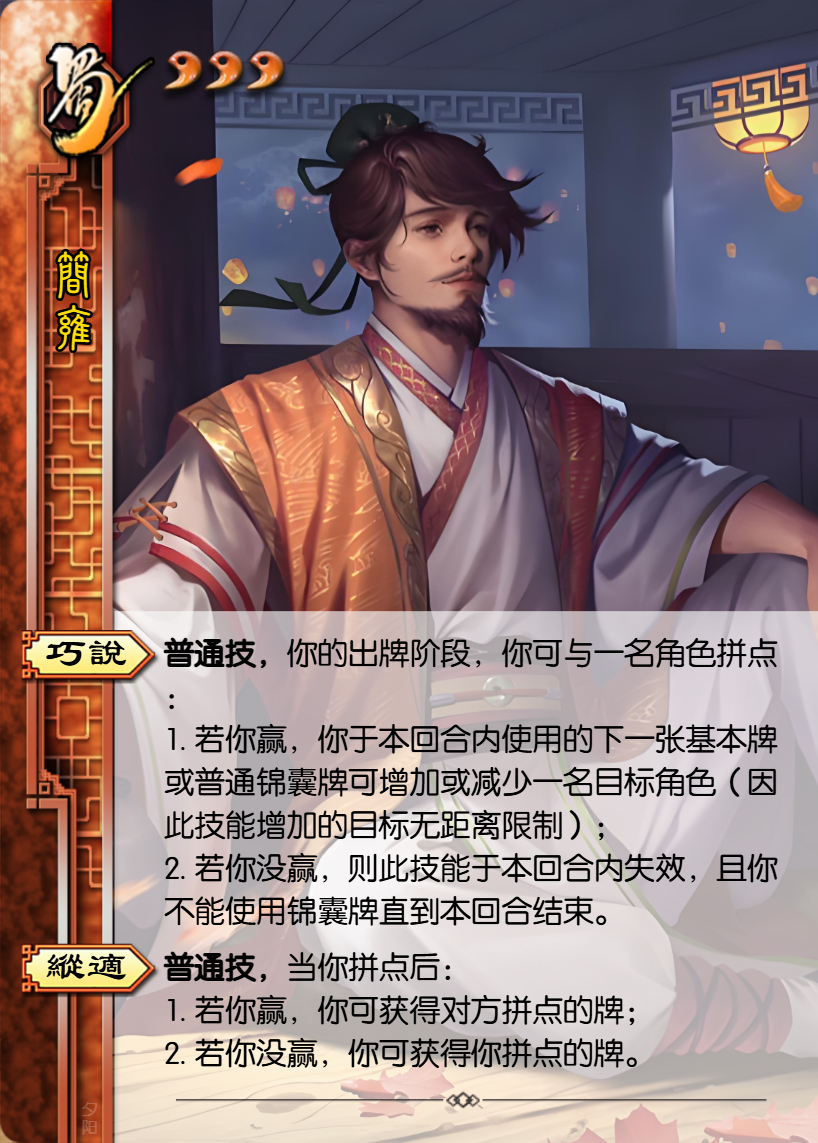 蜀
簡雍
巧說
普通技，你的出牌阶段，你可与一名角色拼点
：
1. 若你赢，你于本回合内使用的下一张基本牌
或普通锦囊牌可增加或减少一名目标角色（因
此技能增加的目标无距离限制）；
2. 若你没赢，则此技能于本回合内失效，且你
不能使用锦囊牌直到本回合结束。
縱適
普通技，当你拼点后：
1. 若你赢，你可获得对方拼点的牌；
2. 若你没赢，你可获得你拼点的牌。
夕阳